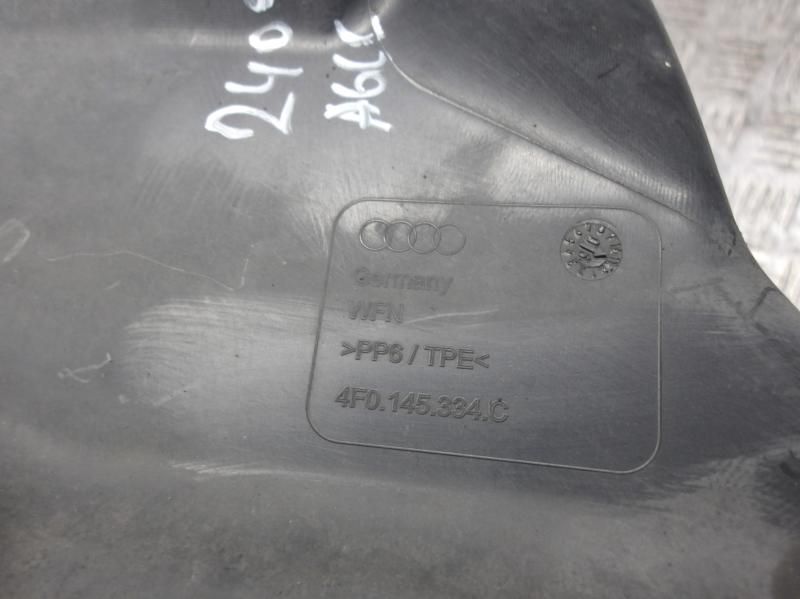 240
A6C6
Germany
WFN
>PP6 / TPE<
4F0.145.334.C